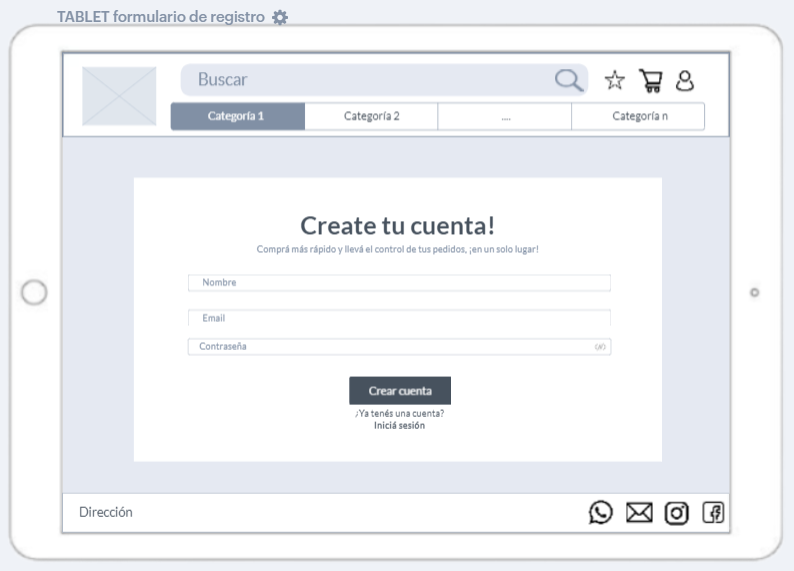 TABLET formulario de registro
Buscar
Categoría 1
Categoría 2
....
Categoría n
Create tu cuenta!
Comprá más rápido y llevá el control de tus pedidos, ¡en un solo lugar!
Nombre
Email
Contraseña
Crear cuenta
¿Ya tenés una cuenta?
Iniciá sesión
Dirección